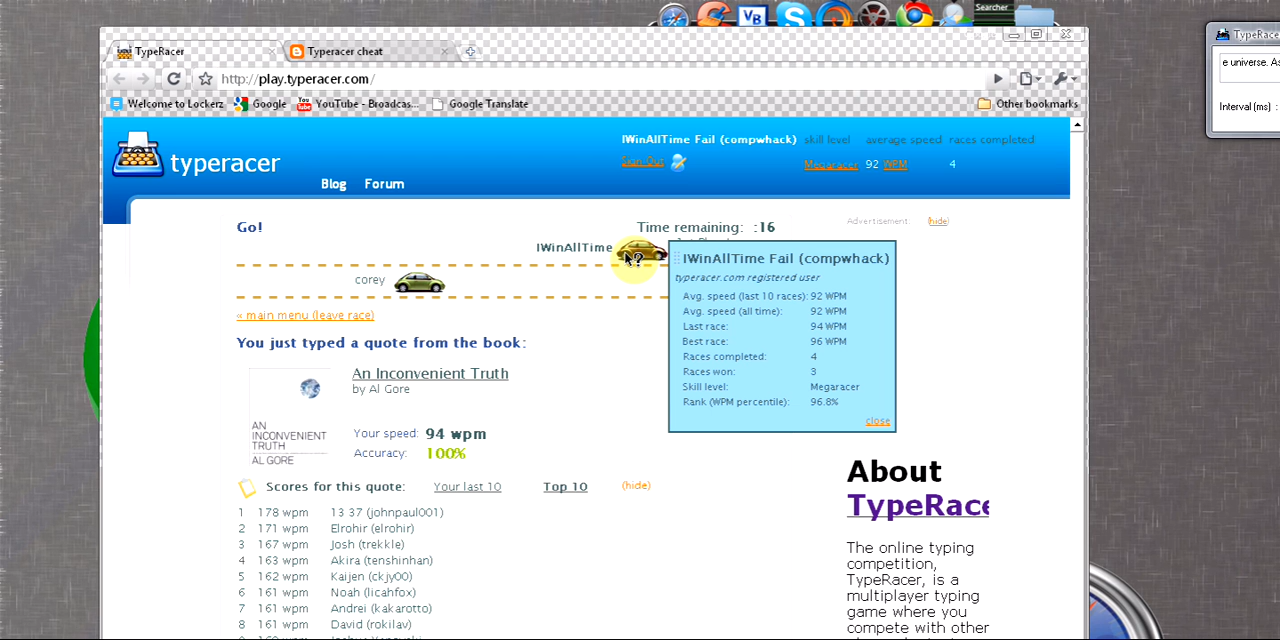 Searcher
VB
TypeRacer
Typeracer cheat
http://play.typeracer.com/
Welcome to Lockerz
Google
YouTube - Broadcas...
Google Translate
Other bookmarks
TypeRace
e universe. As
Interval (ms) :
typeracer
Blog
Forum
IWinAllTime Fail (compwhack)
skill level
average speed
races completed
Sign Out
Megaracer
92 WPM
4
Go!
Time remaining: :16
Advertisement:
(hide)
IWinAllTime
corey
« main menu (leave race)
IWinAllTime Fail (compwhack)
typeracer.com registered user
Avg. speed (last 10 races): 92 WPM
Avg. speed (all time): 92 WPM
Last race: 94 WPM
Best race: 96 WPM
Races completed: 4
Races won: 3
Skill level: Megaracer
Rank (WPM percentile): 96.8%
close
You just typed a quote from the book:
An Inconvenient Truth
by Al Gore
AN
INCONVENIENT
TRUTH
AL GORE
Your speed: 94 wpm
Accuracy: 100%
Scores for this quote:
Your last 10
Top 10
(hide)
1 178 wpm 13 37 (johnpaul001)
2 171 wpm Elrohir (elrohir)
3 167 wpm Josh (trekkle)
4 163 wpm Akira (tenshinhan)
5 162 wpm Kaijen (ckjy00)
6 161 wpm Noah (licahfox)
7 161 wpm Andrei (kakarotto)
8 161 wpm David (rokilav)
About
TypeRace
The online typing
competition,
TypeRacer, is a
multiplayer typing
game where you
compete with other